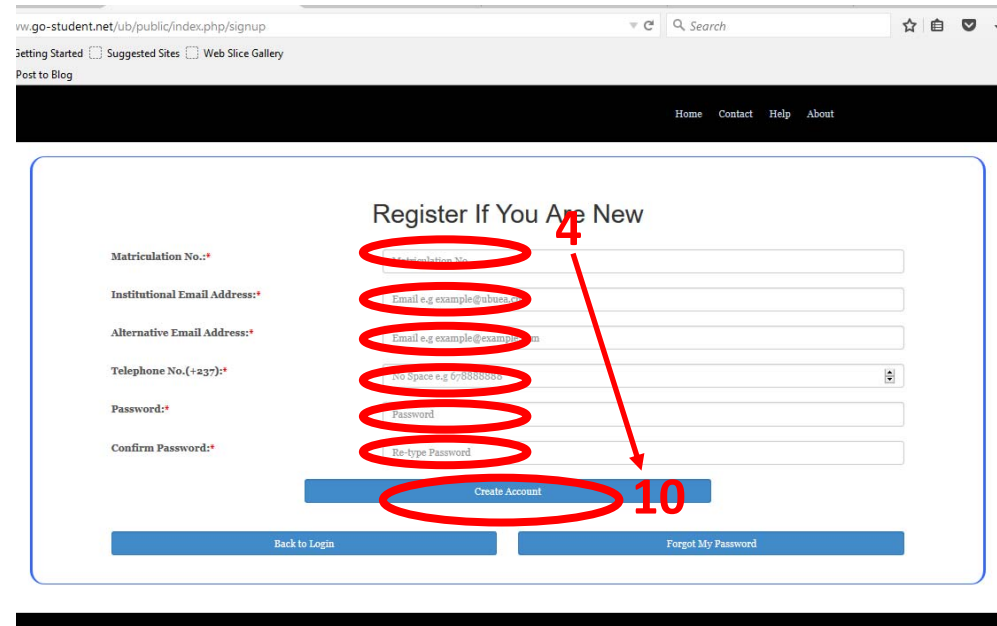 ww.go-student.net/ub/public/index.php/signup Search
Getting Started Suggested Sites Web Slice Gallery
Post to Blog
Home Contact Help About
Register If You Are New
4
Matriculation No.:* Matriculation No
Institutional Email Address:* Email e.g example@ubuea.c
Alternative Email Address:* Email e.g example@example.com
Telephone No.(+237):* No Space e.g 678888888
Password:* Password
Confirm Password:* Re-type Password
Create Account 10
Back to Login Forgot My Password